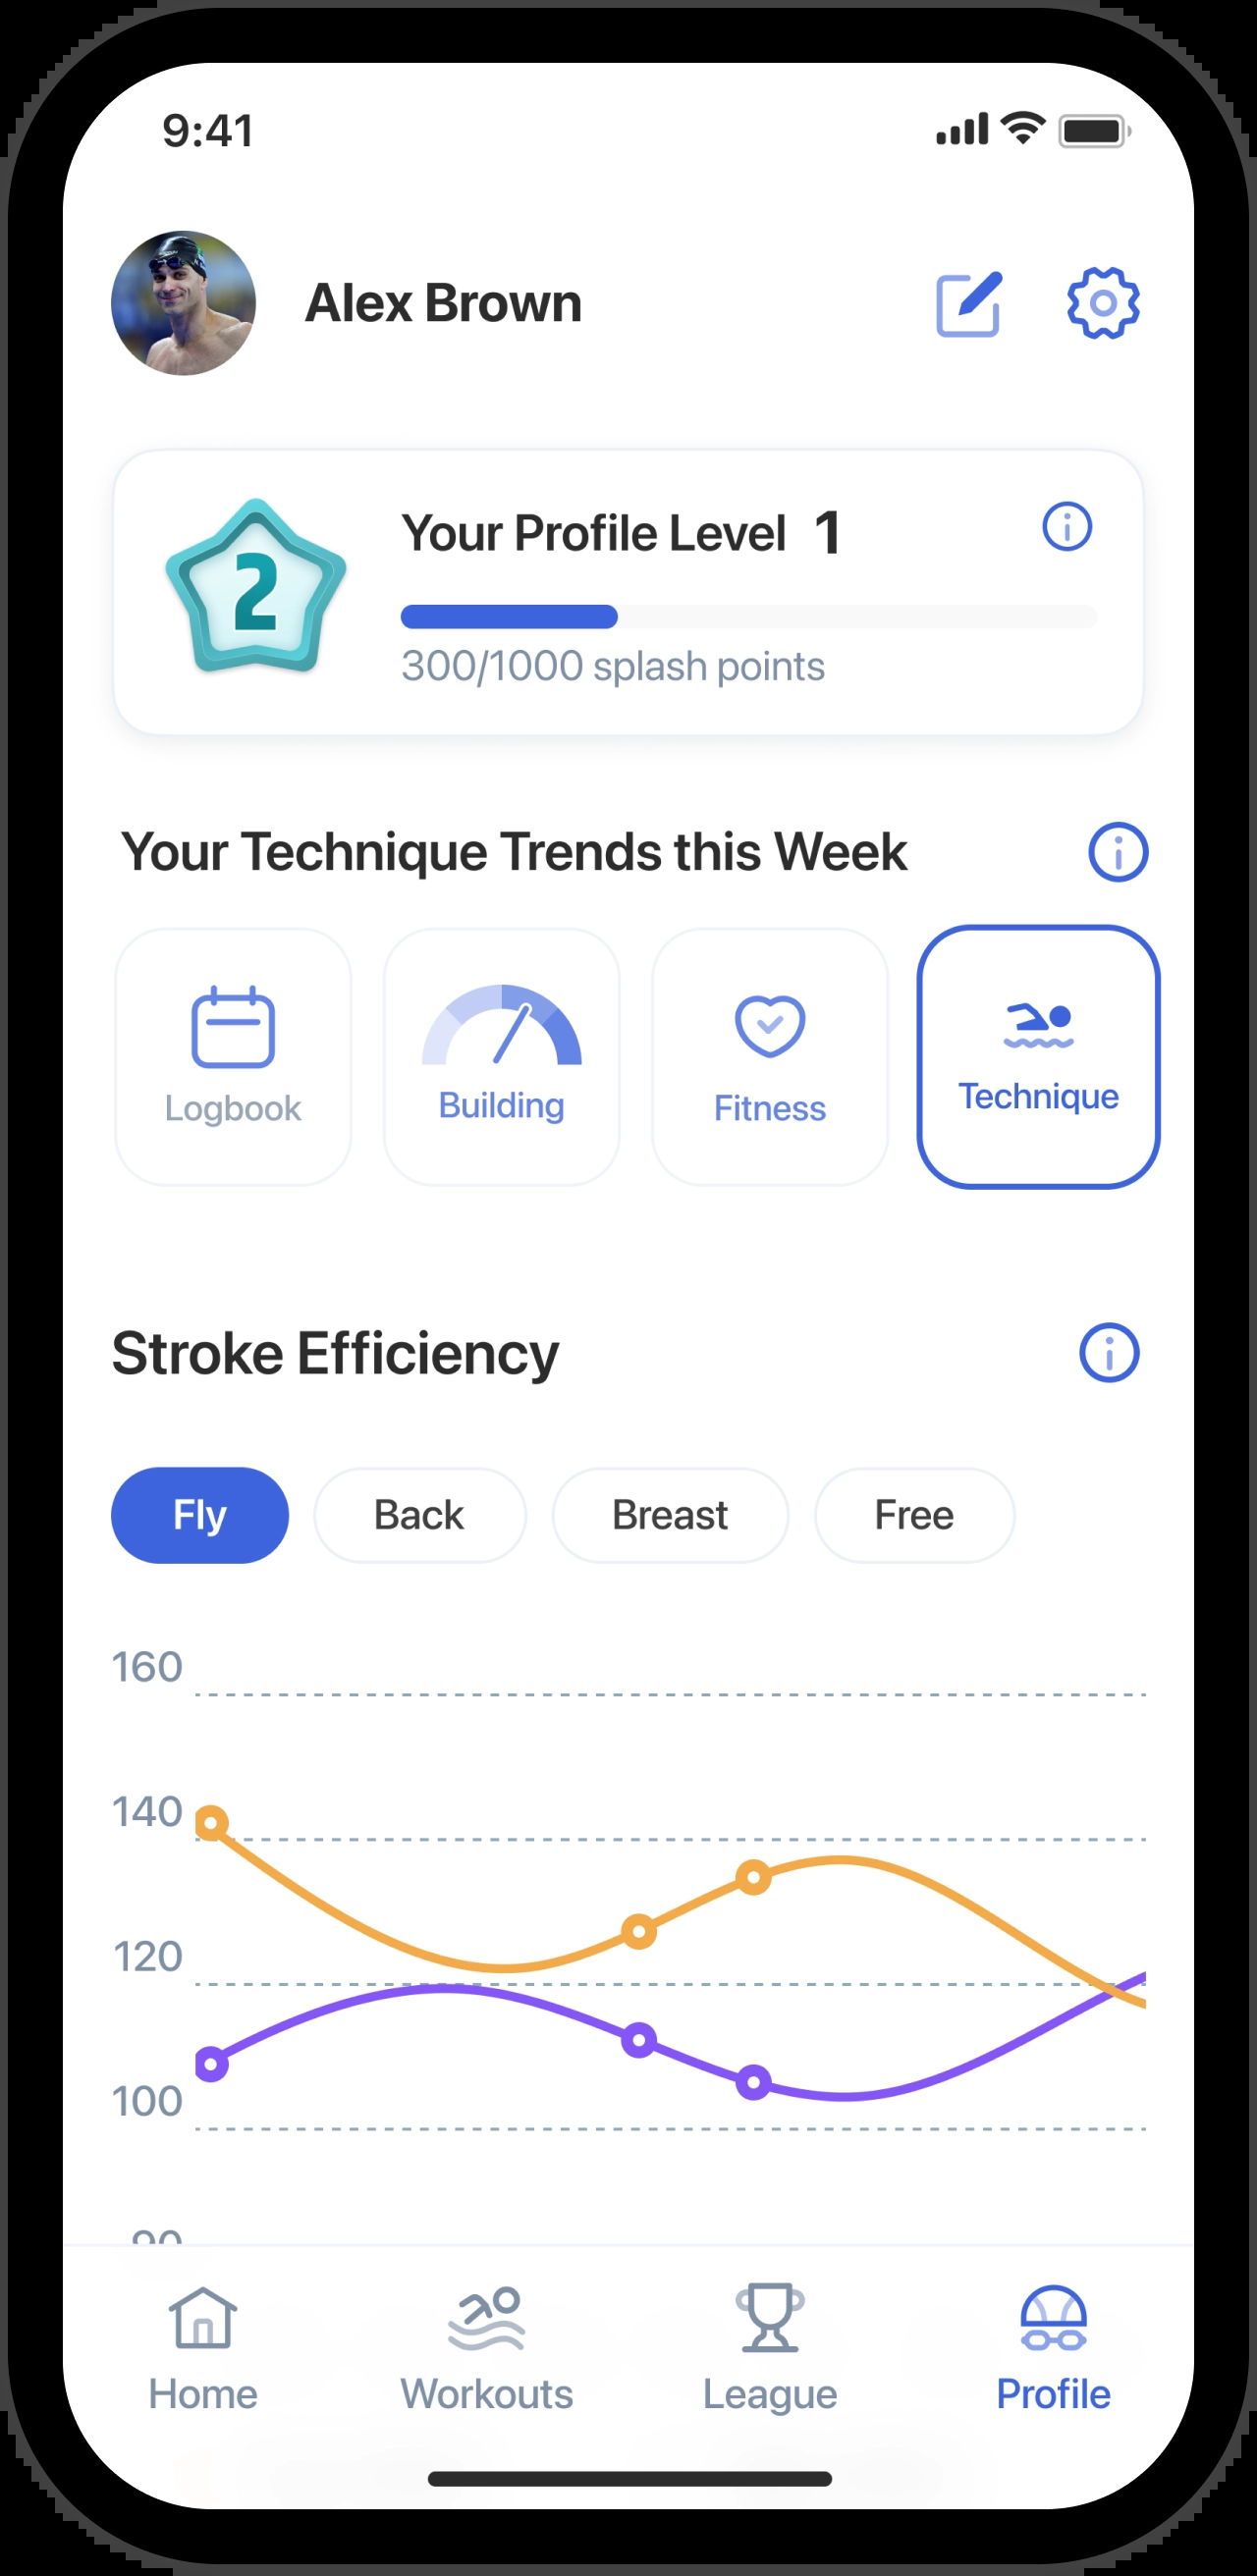 9:41
Alex Brown
2
Your Profile Level 1
300/1000 splash points
Your Technique Trends this Week
Logbook
Building
Fitness
Technique
Stroke Efficiency
Fly
Back
Breast
Free
160
140
120
100
Home
Workouts
League
Profile